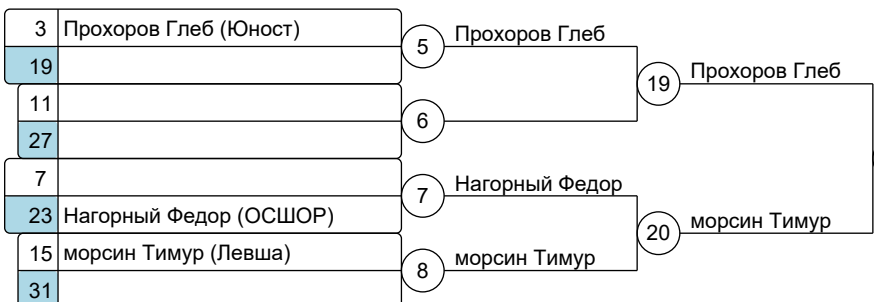 3 Прохоров Глеб (Юност)
19
11
27
7
23 Нагорный Федор (ОСШОР)
15 морсин Тимур (Левша)
31
5 Прохоров Глеб
6
7 Нагорный Федор
8 морсин Тимур
19 Прохоров Глеб
20 морсин Тимур